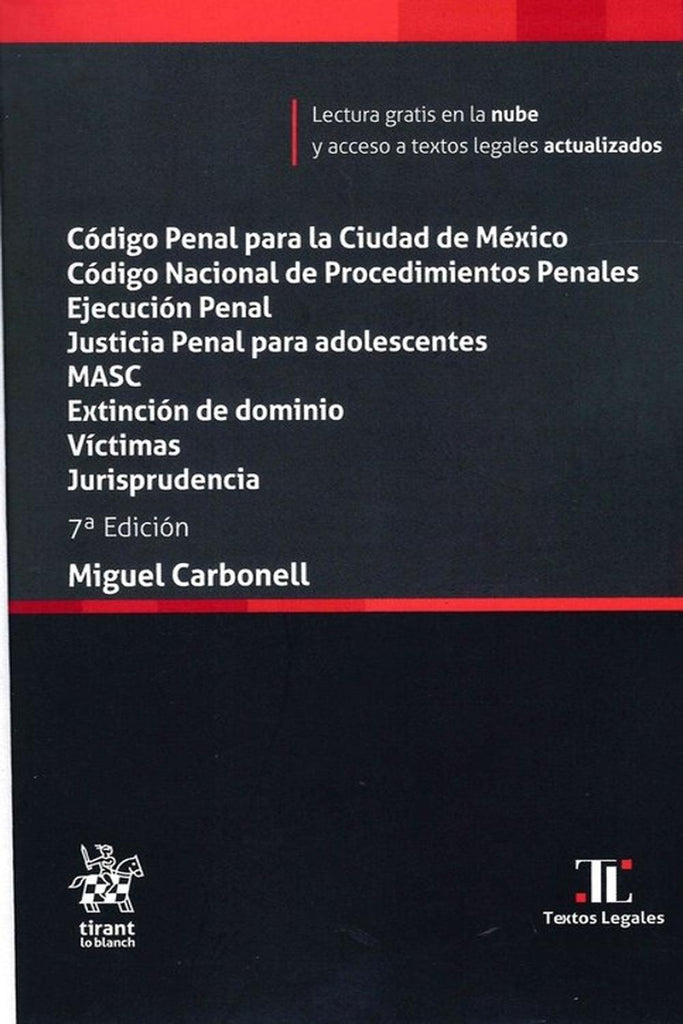 Lectura gratis en la nube
y acceso a textos legales actualizados
Código Penal para la Ciudad de México
Código Nacional de Procedimientos Penales
Ejecución Penal
Justicia Penal para adolescentes
MASC
Extinción de dominio
Víctimas
Jurisprudencia
7ª Edición
Miguel Carbonell
tirant
lo blanch
TL
Textos Legales